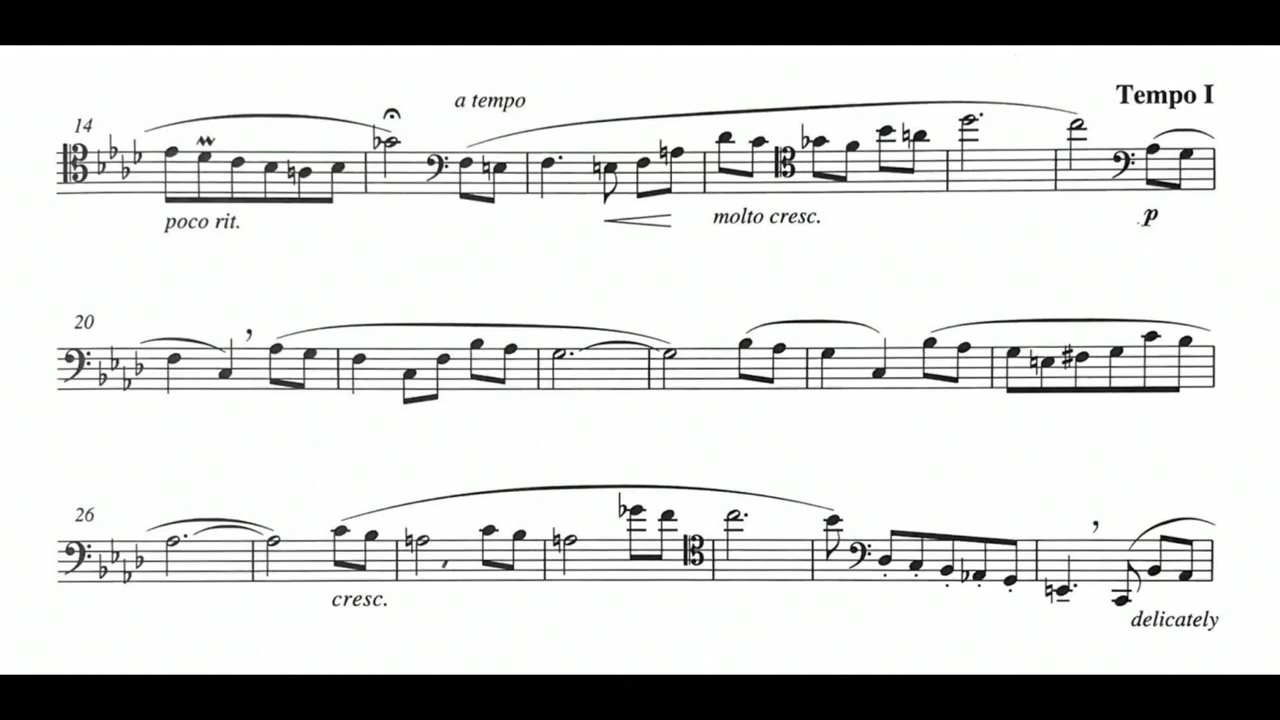 Tempo I
a tempo
14
poco rit.
molto cresc.
p
20
26
cresc.
delicately